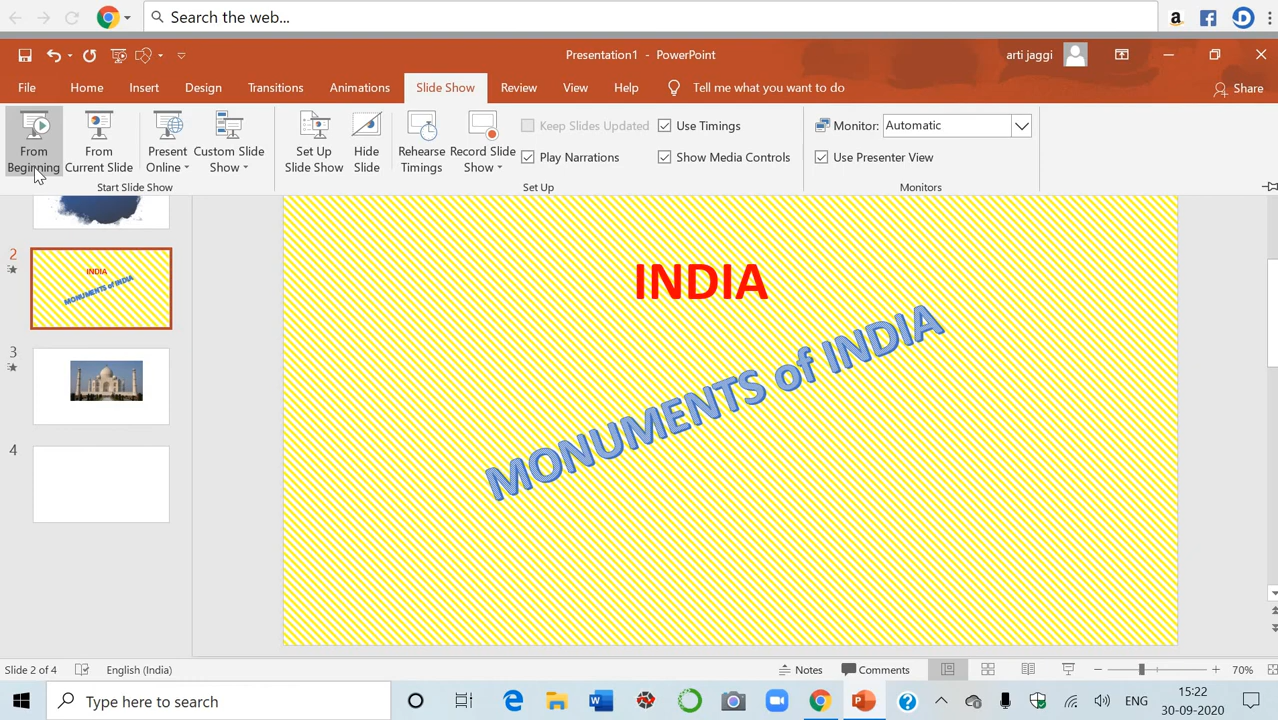 Search the web...
Presentation1 - PowerPoint
arti jaggi
File Home Insert Design Transitions Animations Slide Show Review View Help Tell me what you want to do Share
From Beginning
From Current Slide
Present Online
Custom Slide Show
Start Slide Show
Set Up Slide Show
Hide Slide
Rehearse Timings
Record Slide Show
Keep Slides Updated
Use Timings
Play Narrations
Show Media Controls
Set Up
Monitor: Automatic
Use Presenter View
Monitors
2
INDIA
MONUMENTS of INDIA
3
4
INDIA
MONUMENTS of INDIA
Slide 2 of 4 English (India) Notes Comments 70%
Type here to search
ENG
15:22
30-09-2020